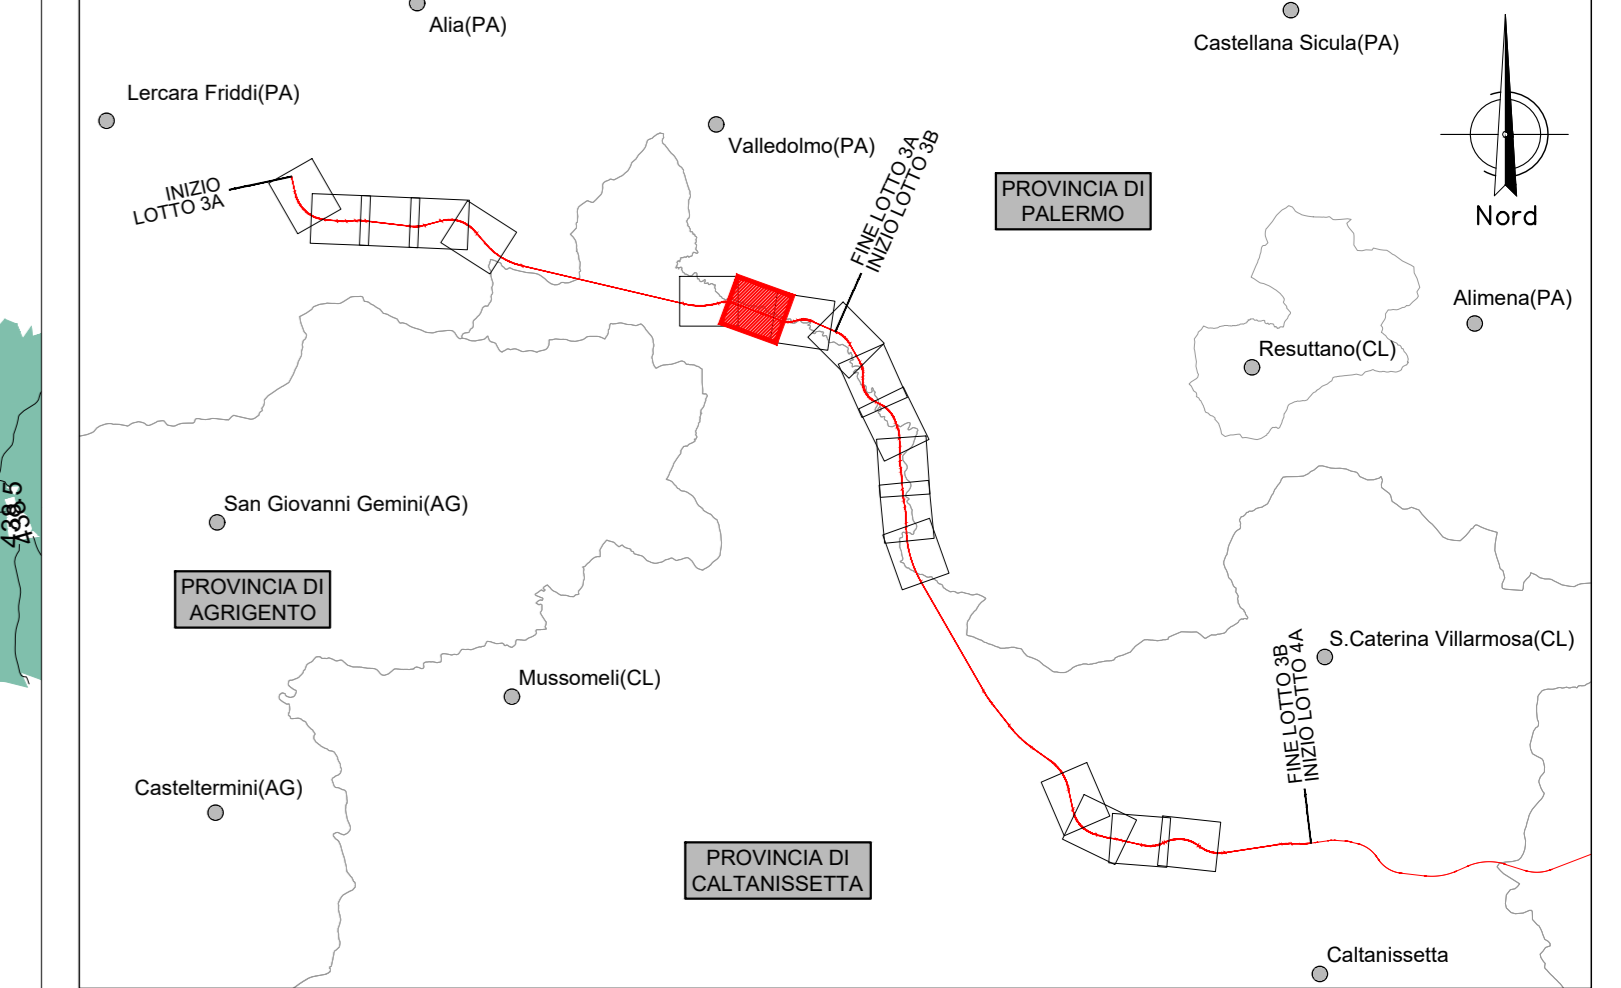 Alia(PA)
Castellana Sicula(PA)
Lercara Friddi(PA)
Valledolmo(PA)
INIZIO
LOTTO 3A
FINE LOTTO 3A
INIZIO LOTTO 3B
PROVINCIA DI
PALERMO
Nord
Alimena(PA)
Resuttano(CL)
San Giovanni Gemini(AG)
PROVINCIA DI
AGRIGENTO
S.Caterina Villarmosa(CL)
Mussomeli(CL)
FINE LOTTO 3B
INIZIO LOTTO 4A
Casteltermini(AG)
PROVINCIA DI
CALTANISSETTA
Caltanissetta